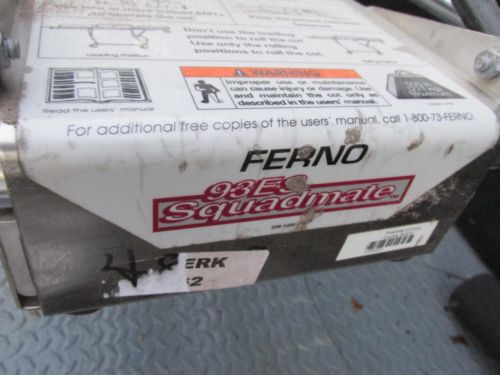 Don't use the loading
position to roll the cot.
Use only the rolling
positions to roll the cot.
Loading Position
WARNING
Improper use or maintenance
can cause injury or damage. Use
and maintain the cot only as
described in the users' manual.
Read the users' manual
For additional free copies of the users' manual, call 1-800-73-FERNO.
FERNO
93ES
Squadmate
ERK